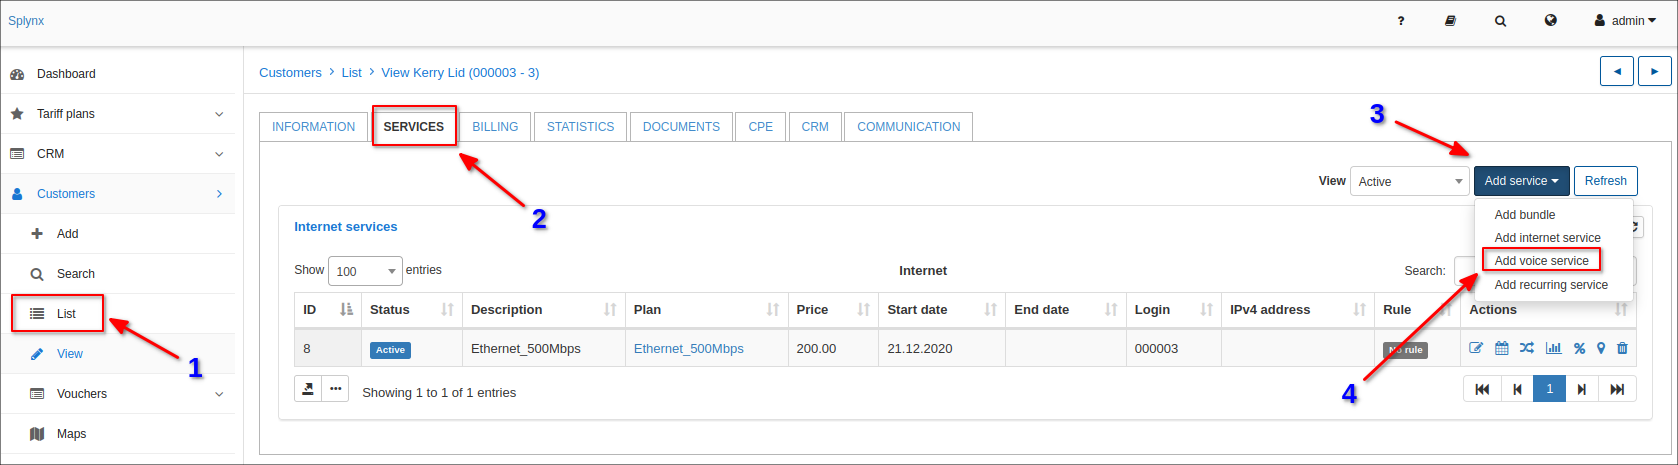 Splynx
? admin
Dashboard
Tariff plans
CRM
Customers
Add
Search
List
View
Vouchers
Maps
1
Customers > List > View Kerry Lid (000003 - 3)
INFORMATION SERVICES BILLING STATISTICS DOCUMENTS CPE CRM COMMUNICATION
2
3
View Active Add service Refresh
Add bundle
Add internet service
Add voice service
Add recurring service
4
Internet services
Show 100 entries Internet Search:
ID Status Description Plan Price Start date End date Login IPv4 address Rule Actions
8 Active Ethernet_500Mbps Ethernet_500Mbps 200.00 21.12.2020 000003 No rule
Showing 1 to 1 of 1 entries 1